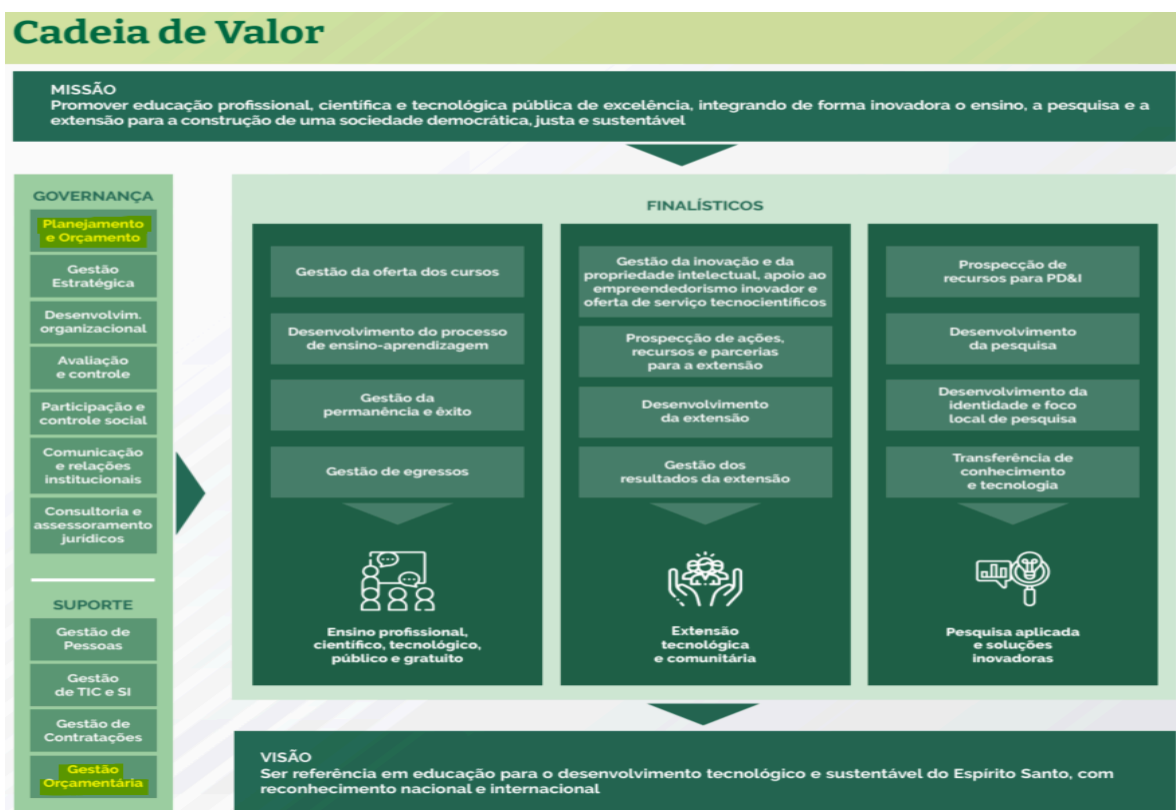 Cadeia de Valor
MISSÃO
Promover educação profissional, científica e tecnológica pública de excelência, integrando de forma inovadora o ensino, a pesquisa e a
extensão para a construção de uma sociedade democrática, justa e sustentável
GOVERNANÇA
Planejamento
e Orçamento
Gestão
Estratégica
Desenvolvim.
organizacional
Avaliação
e controle
Participação e
controle social
Comunicação
e relações
institucionais
Consultoria e
assessoramento
jurídicos
SUPORTE
Gestão de
Pessoas
Gestão
de TIC e SI
Gestão de
Contratações
Gestão
Orçamentária
FINALÍSTICOS
Gestão da oferta dos cursos
Desenvolvimento do processo
de ensino-aprendizagem
Gestão da
permanência e êxito
Gestão de egressos
Ensino profissional,
científico, tecnológico,
público e gratuito
Gestão da inovação e da
propriedade intelectual, apoio ao
empreendedorismo inovador e
oferta de serviço tecnocientíficos
Prospecção de ações,
recursos e parcerias
para a extensão
Desenvolvimento
da extensão
Gestão dos
resultados da extensão
Extensão
tecnológica
e comunitária
Prospecção de
recursos para PD&I
Desenvolvimento
da pesquisa
Desenvolvimento da
identidade e foco
local de pesquisa
Transferência de
conhecimento
e tecnologia
Pesquisa aplicada
e soluções
inovadoras
VISÃO
Ser referência em educação para o desenvolvimento tecnológico e sustentável do Espírito Santo, com
reconhecimento nacional e internacional